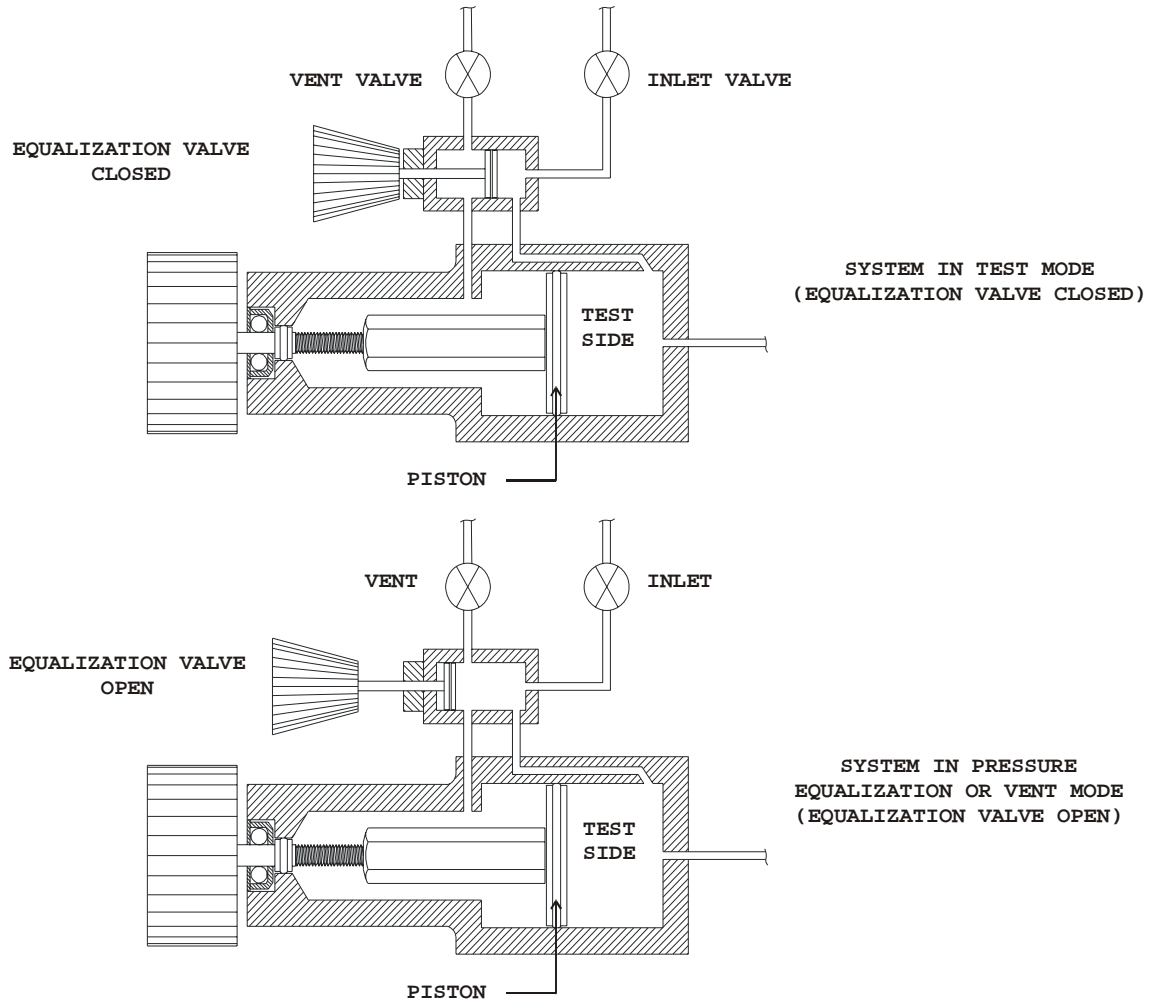 VENT VALVE
INLET VALVE
EQUALIZATION VALVE
CLOSED
SYSTEM IN TEST MODE
(EQUALIZATION VALVE CLOSED)
TEST
SIDE
PISTON
VENT
INLET
EQUALIZATION VALVE
OPEN
SYSTEM IN PRESSURE
EQUALIZATION OR VENT MODE
(EQUALIZATION VALVE OPEN)
TEST
SIDE
PISTON